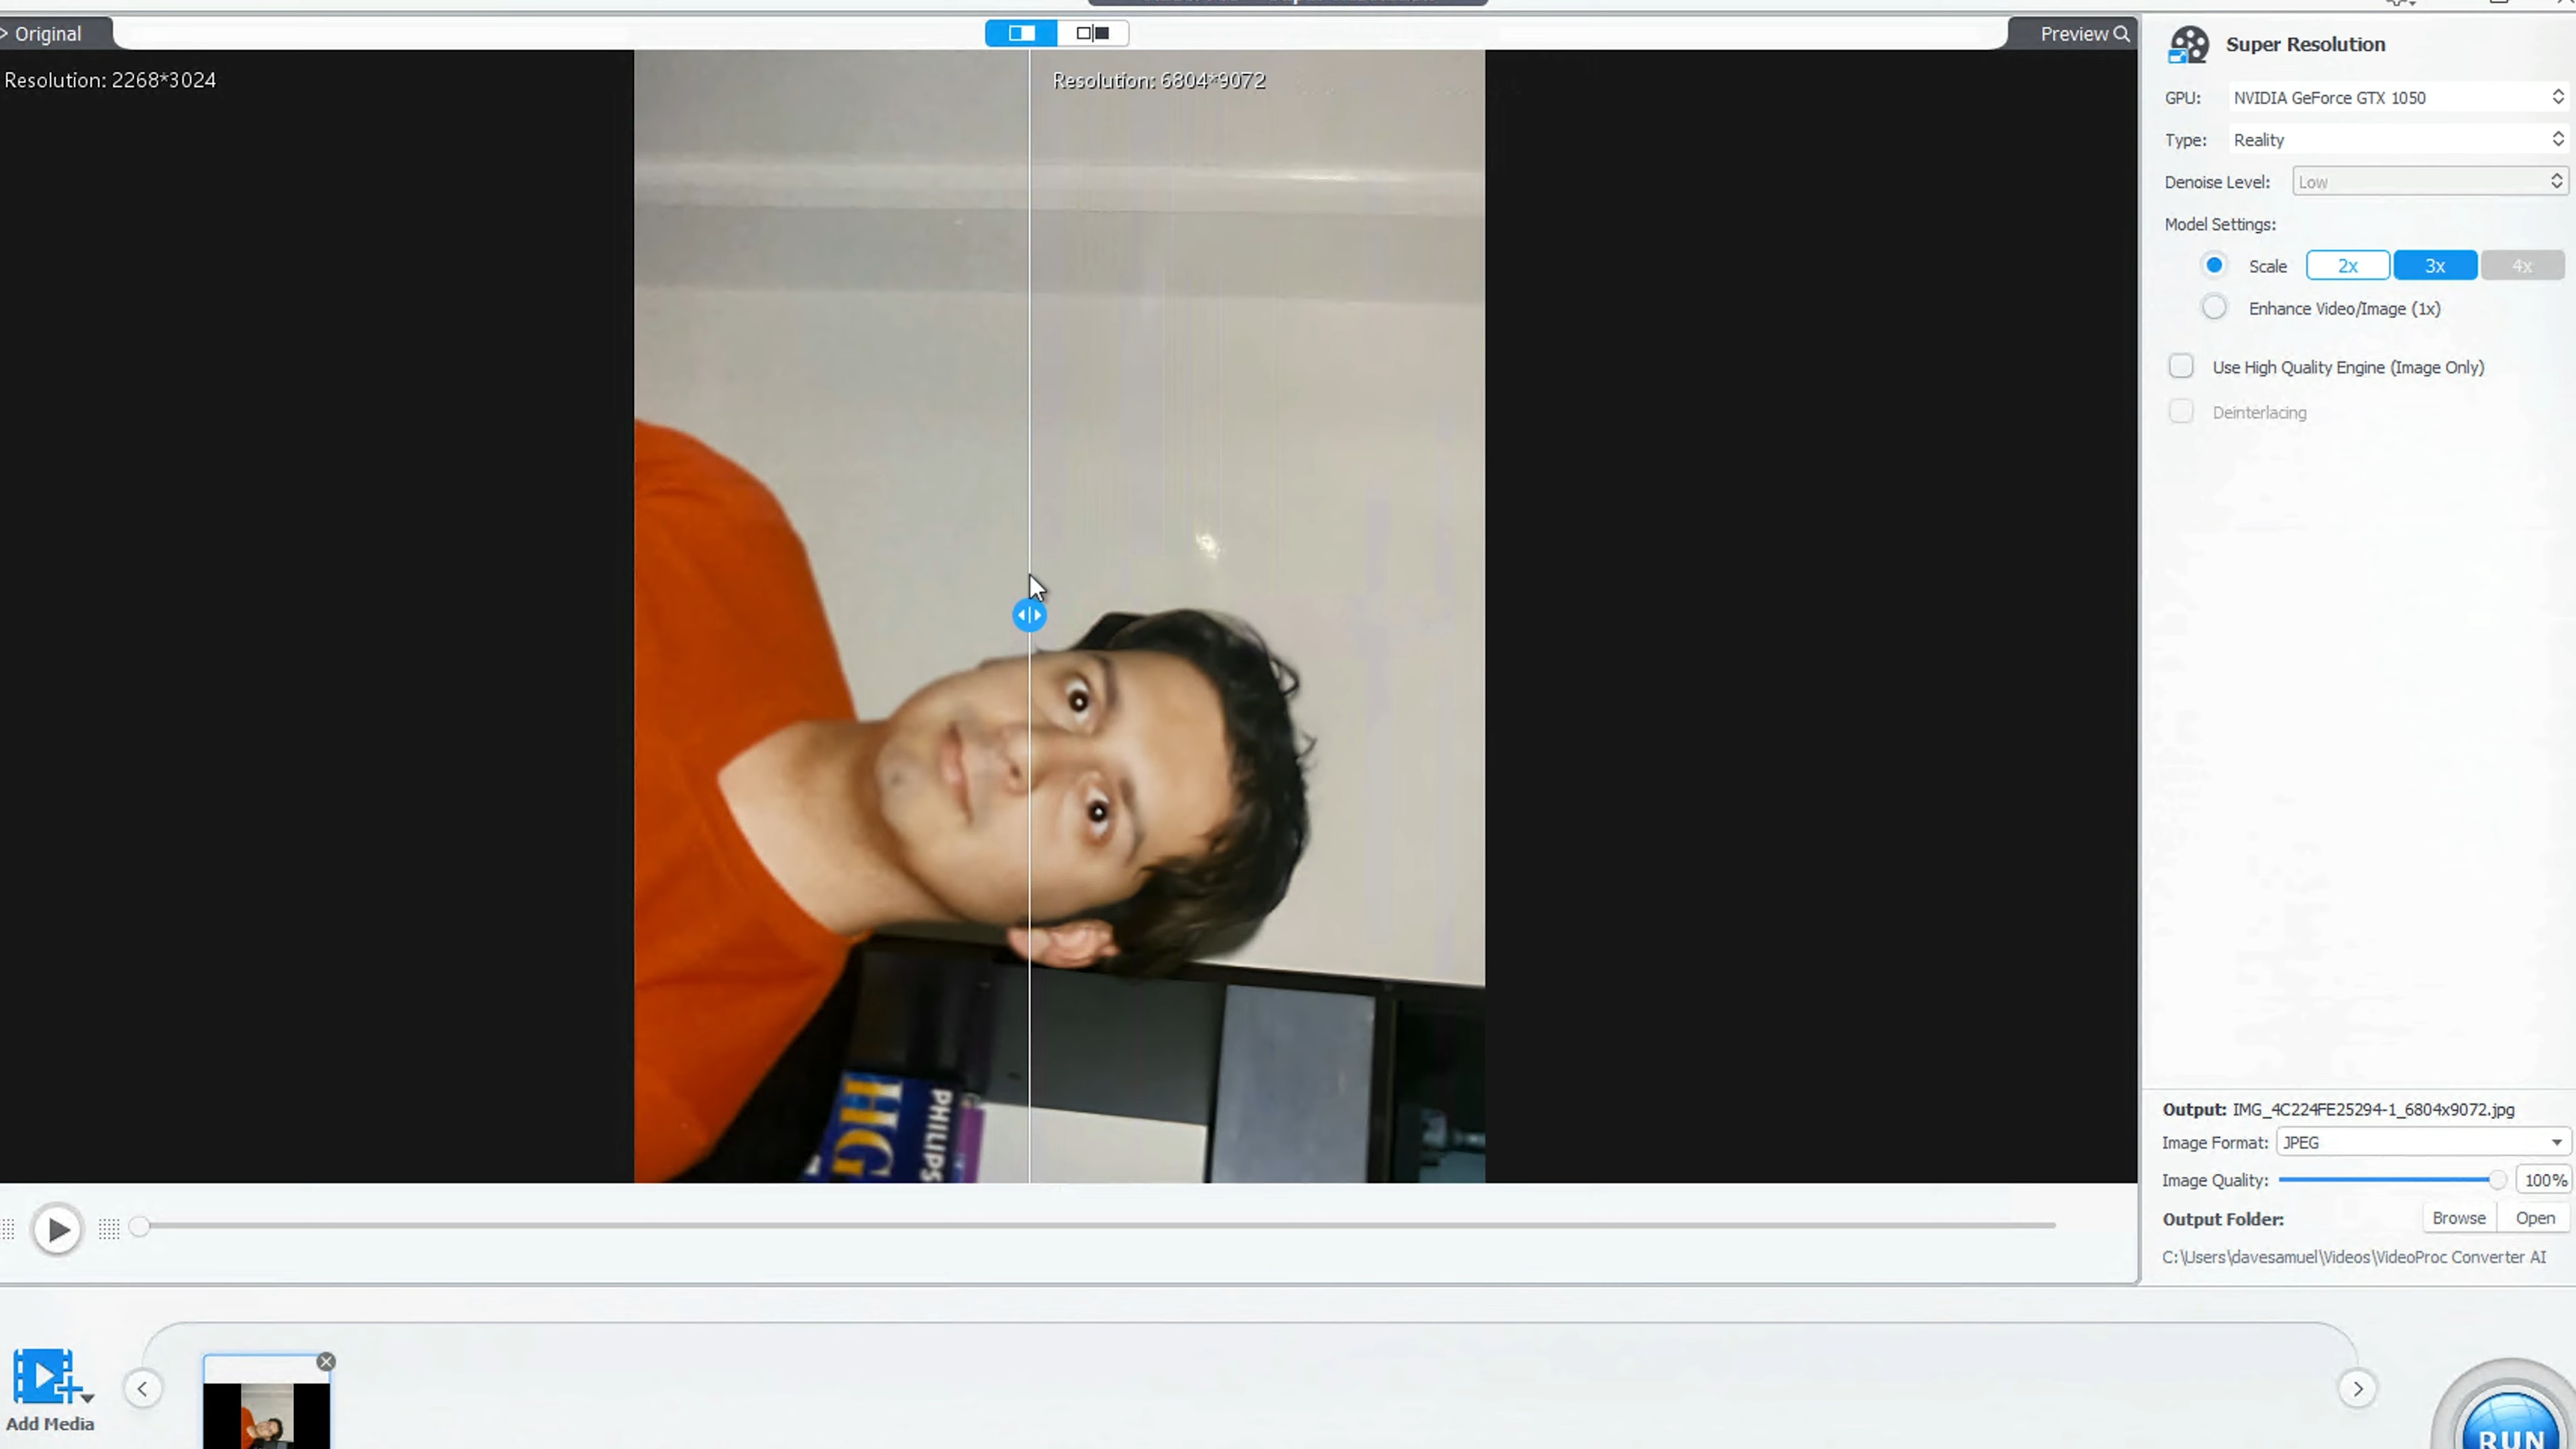 Original
Preview
Resolution: 2268*3024
Resolution: 6804*9072
HG
PHILIPS
Super Resolution
GPU: NVIDIA GeForce GTX 1050
Type: Reality
Denoise Level: Low
Model Settings:
Scale 2x 3x 4x
Enhance Video/Image (1x)
Use High Quality Engine (Image Only)
Deinterlacing
Output: IMG_4C224FE25294-1_6804x9072.jpg
Image Format: JPEG
Image Quality: 100%
Output Folder: Browse Open
C:\Users\davesamuel\Videos\VideoProc Converter AI
Add Media
RUN